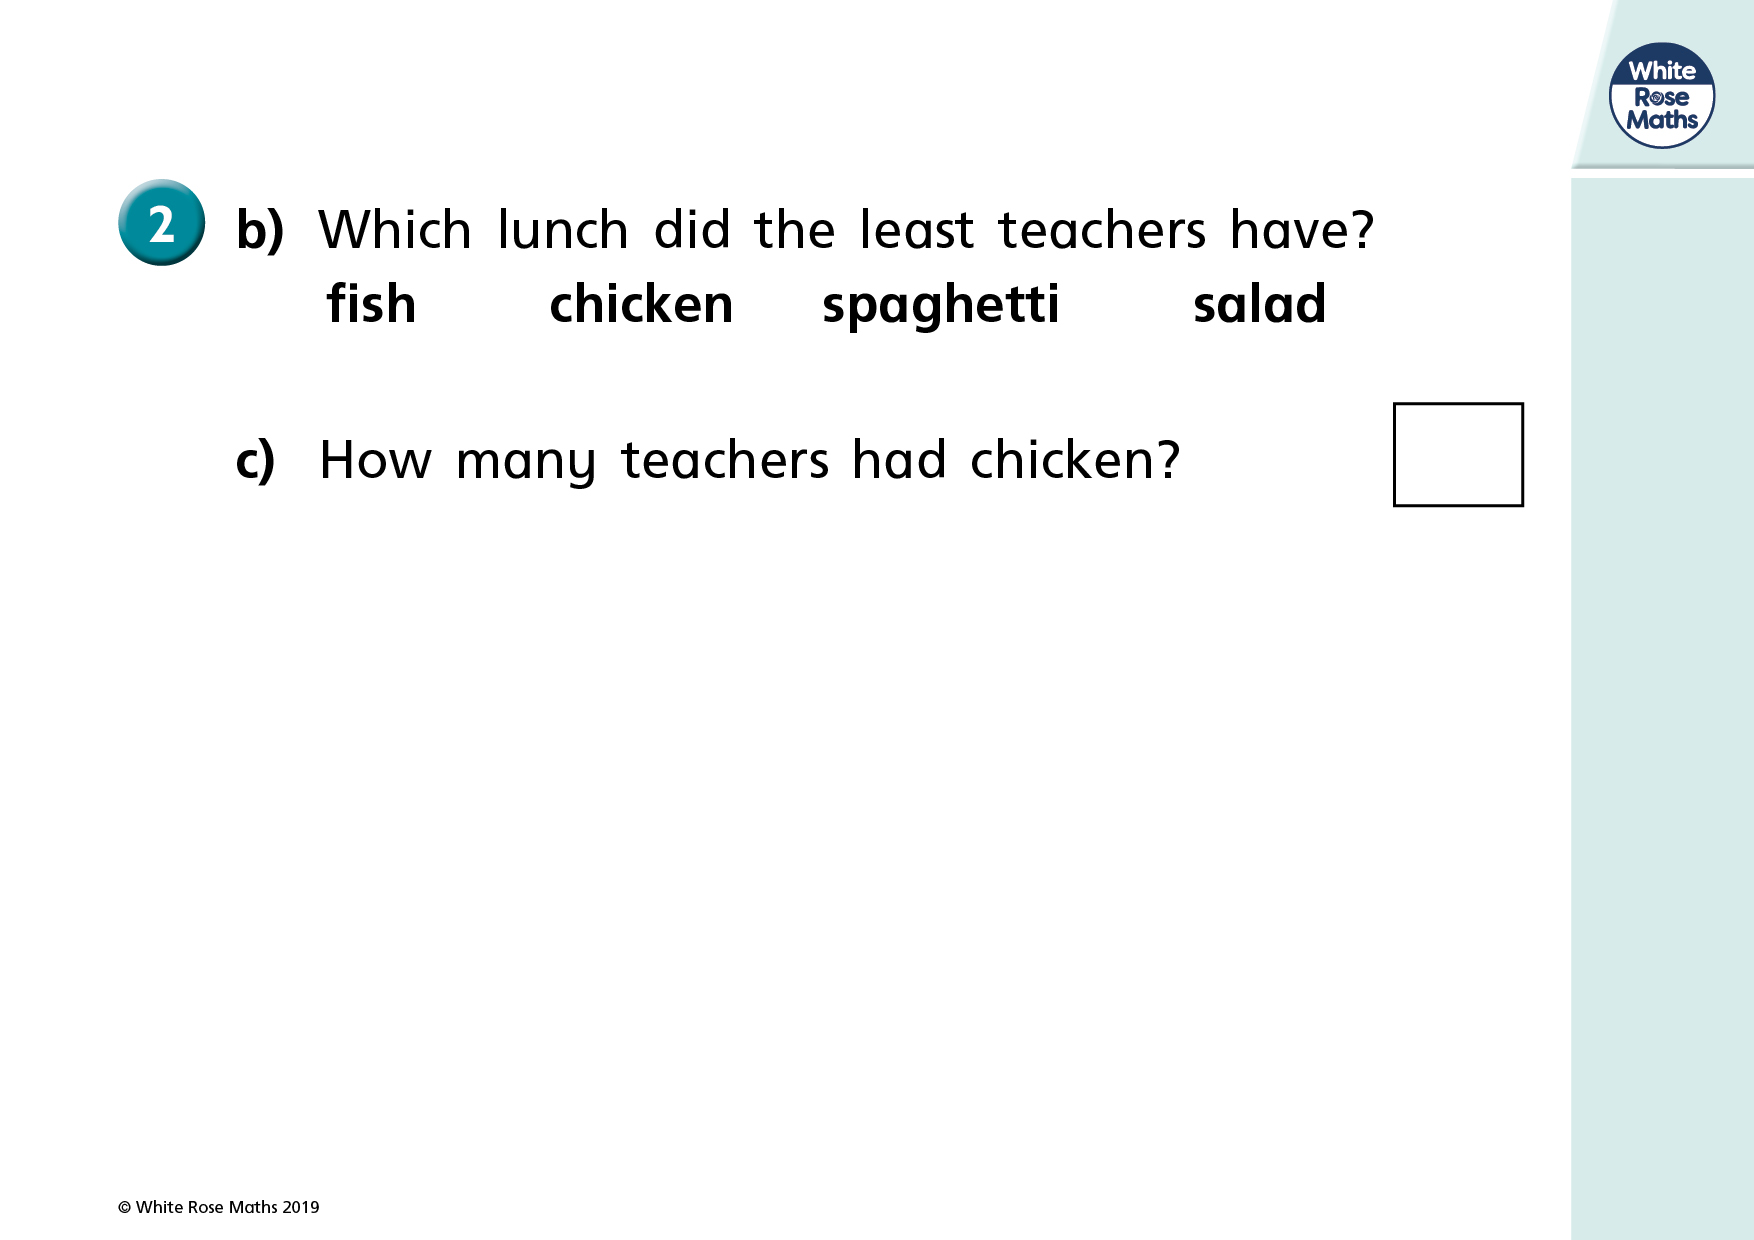 White
Rose
Maths
2 b) Which lunch did the least teachers have?
fish chicken spaghetti salad
c) How many teachers had chicken?
© White Rose Maths 2019